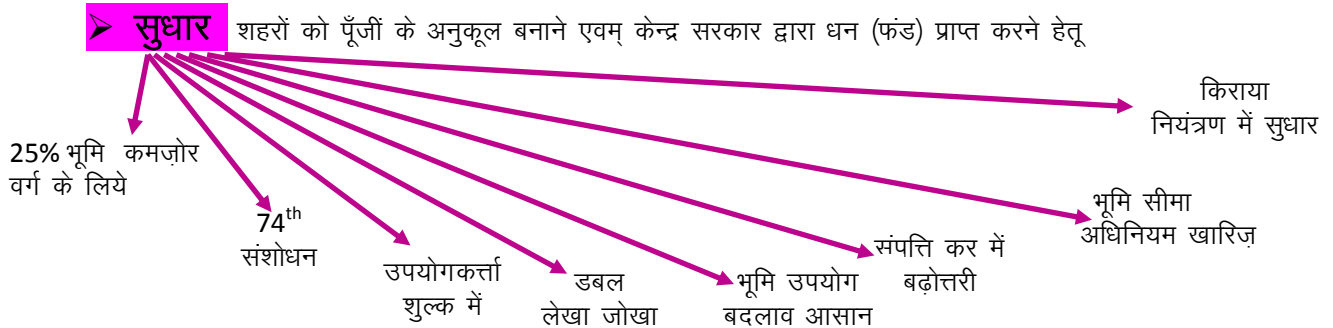 ➢ सुधार शहरों को पूँजीं के अनुकूल बनाने एवम् केन्द्र सरकार द्वारा धन (फंड) प्राप्त करने हेतू
किराया
नियंत्रण में सुधार
25% भूमि कमज़ोर
वर्ग के लिये
74th
संशोधन
उपयोगकर्त्ता
शुल्क में
डबल
लेखा जोखा
भूमि उपयोग
बदलाव आसान
संपत्ति कर में
बढ़ोत्तरी
भूमि सीमा
अधिनियम खारिज़